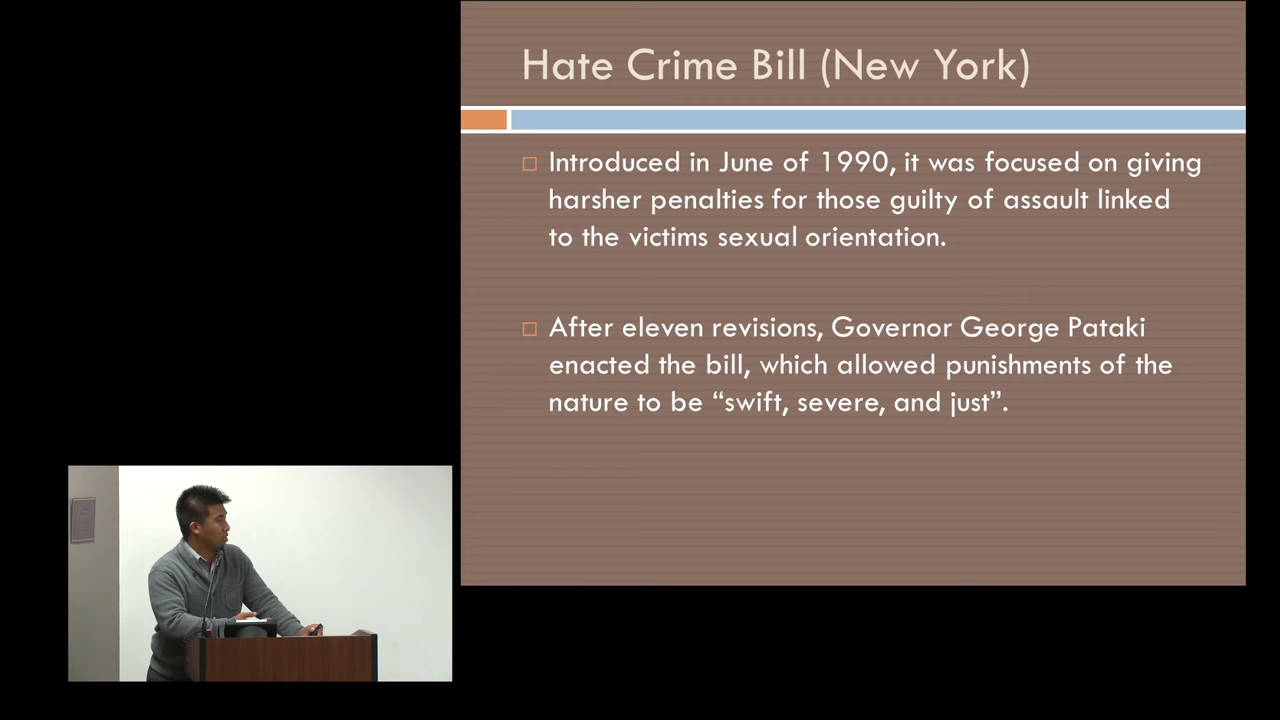 Hate Crime Bill (New York)
Introduced in June of 1990, it was focused on giving
harsher penalties for those guilty of assault linked
to the victims sexual orientation.
After eleven revisions, Governor George Pataki
enacted the bill, which allowed punishments of the
nature to be “swift, severe, and just”.